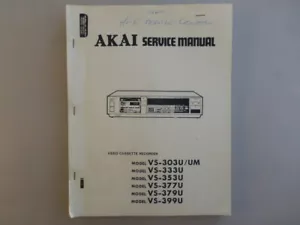 AKAI SERVICE MANUAL
VIDEO CASSETTE RECORDER
MODEL VS-303U/UM
MODEL VS-333U
MODEL VS-353U
MODEL VS-377U
MODEL VS-379U
MODEL VS-399U